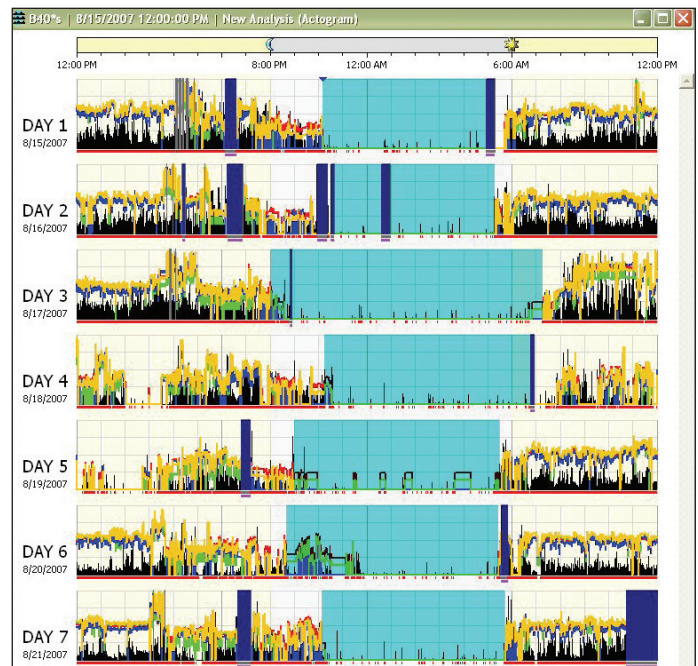 B40*s | 8/15/2007 12:00:00 PM | New Analysis (Actogram)
12:00 PM 8:00 PM 12:00 AM 6:00 AM 12:00 PM
DAY 1
8/15/2007
DAY 2
8/16/2007
DAY 3
8/17/2007
DAY 4
8/18/2007
DAY 5
8/19/2007
DAY 6
8/20/2007
DAY 7
8/21/2007